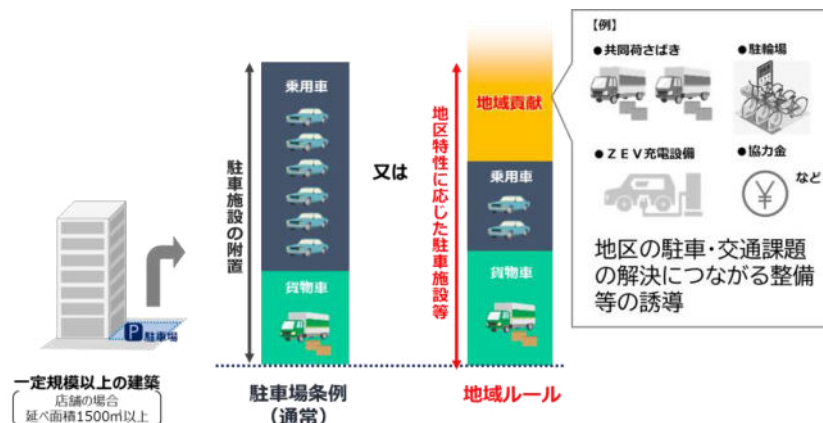 一定規模以上の建築
店舗の場合
延べ面積1500㎡以上
P 駐車場
駐車施設の附置
乗用車
貨物車
駐車場条例
(通常)
又は
地区特性に応じた駐車施設等
地域貢献
乗用車
貨物車
地域ルール
【例】
●共同荷さばき
●駐輪場
●ZEV充電設備
●協力金
¥
など
地区の駐車・交通課題
の解決につながる整備
等の誘導